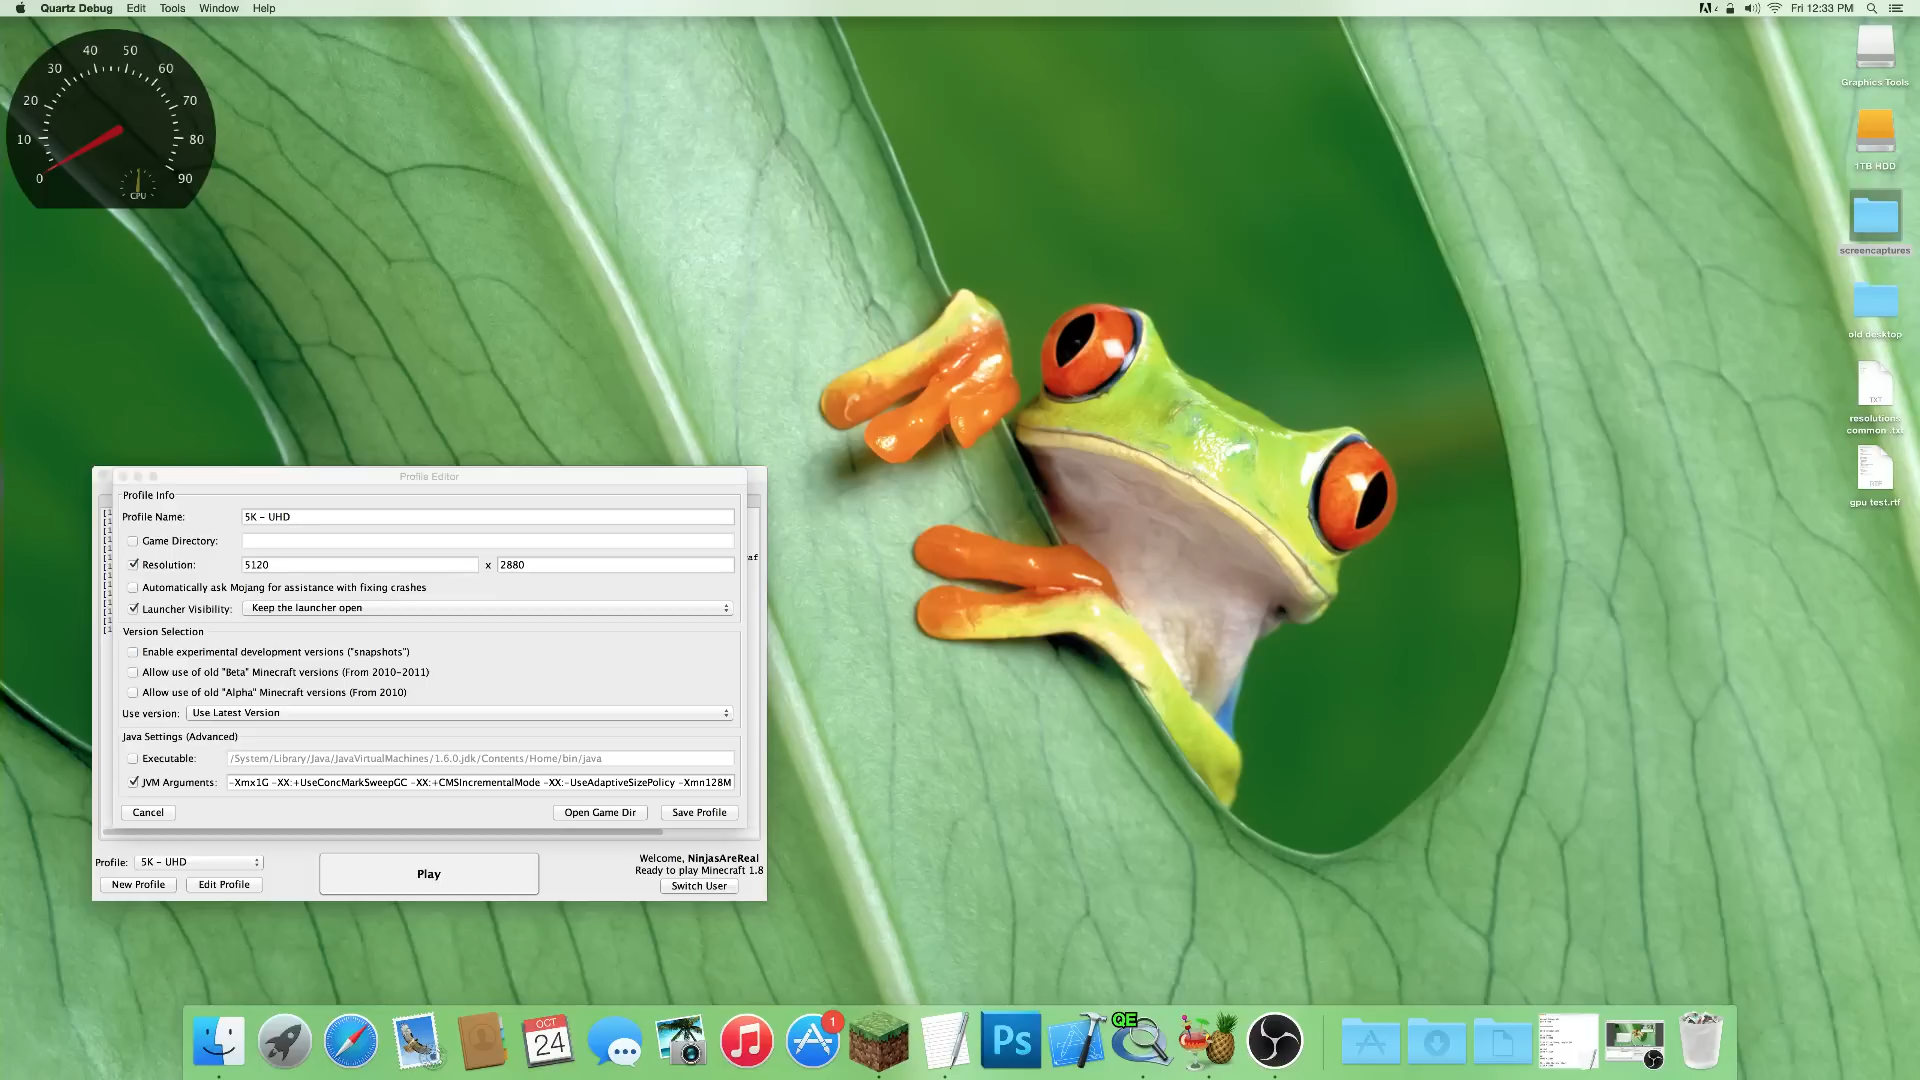 Quartz Debug Edit Tools Window Help
Fri 12:33 PM
40 50
30 60
20 70
10 80
0 90
CPU
Graphics Tools
1TB HDD
screencaptures
old desktop
TXT
resolutions
common .txt
RTF
gpu test.rtf
Profile Editor
Profile Info
Profile Name: 5K - UHD
Game Directory:
Resolution: 5120 x 2880
Automatically ask Mojang for assistance with fixing crashes
Launcher Visibility: Keep the launcher open
Version Selection
Enable experimental development versions ("snapshots")
Allow use of old "Beta" Minecraft versions (From 2010-2011)
Allow use of old "Alpha" Minecraft versions (From 2010)
Use version: Use Latest Version
Java Settings (Advanced)
Executable: /System/Library/Java/JavaVirtualMachines/1.6.0.jdk/Contents/Home/bin/java
JVM Arguments: -Xmx1G -XX:+UseConcMarkSweepGC -XX:+CMSIncrementalMode -XX:-UseAdaptiveSizePolicy -Xmn128M
Cancel Open Game Dir Save Profile
Profile: 5K - UHD
New Profile Edit Profile
Play
Welcome, NinjasAreReal
Ready to play Minecraft 1.8
Switch User
OCT
24
1
Ps
QE